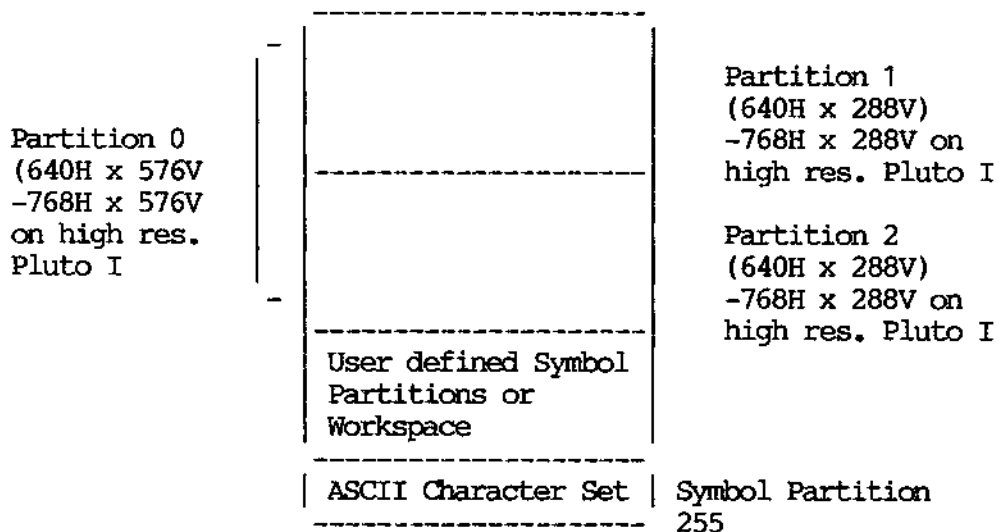 Partition 0
(640H x 576V
-768H x 576V
on high res.
Pluto I
Partition 1
(640H x 288V)
-768H x 288V on
high res. Pluto I
Partition 2
(640H x 288V)
-768H x 288V on
high res. Pluto I
User defined Symbol
Partitions or
Workspace
ASCII Character Set
Symbol Partition
255